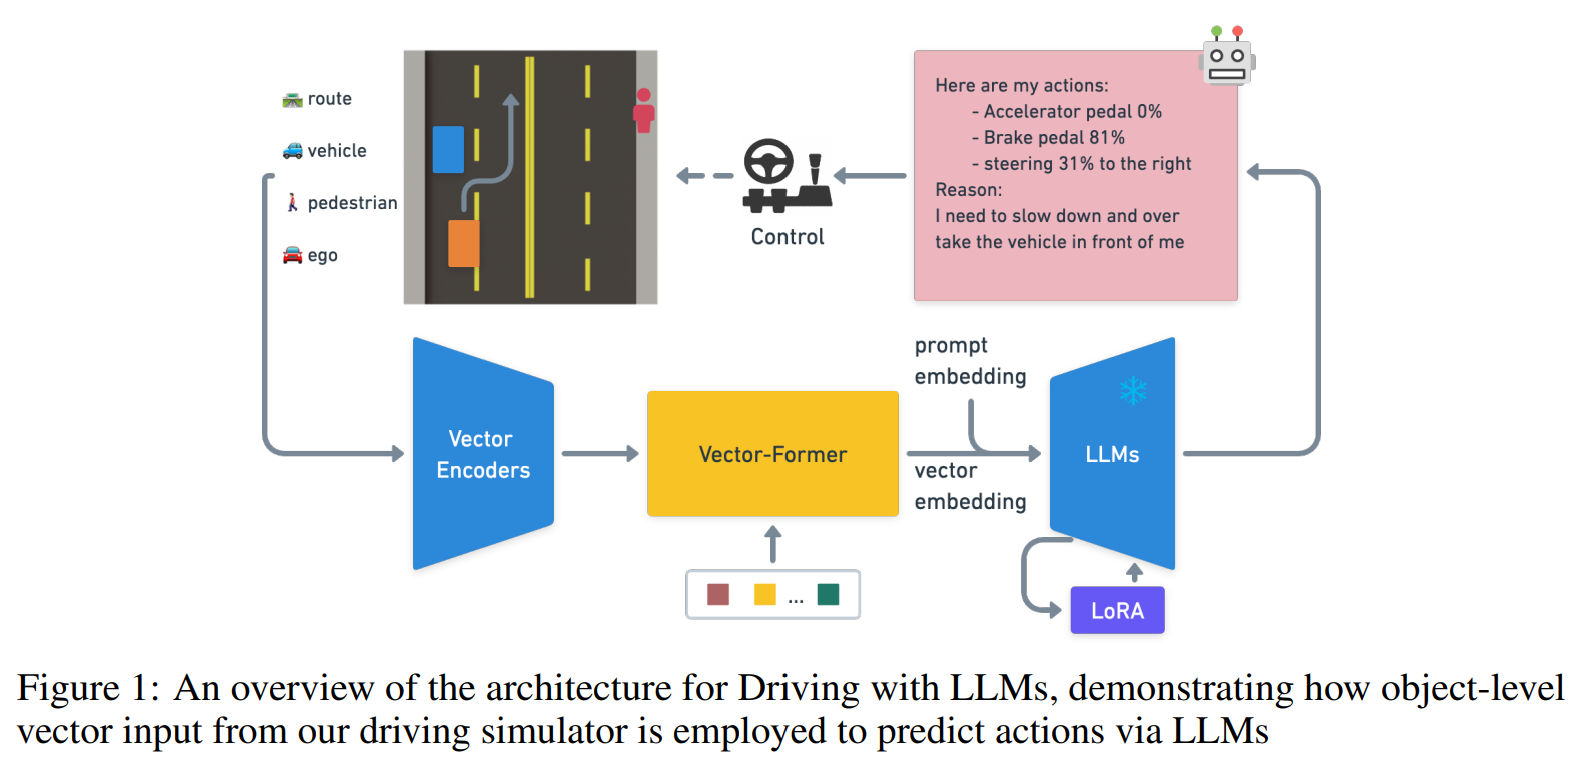 route
vehicle
pedestrian
ego
Control
Here are my actions:
- Accelerator pedal 0%
- Brake pedal 81%
- steering 31% to the right
Reason:
I need to slow down and over
take the vehicle in front of me
Vector
Encoders
Vector-Former
...
prompt
embedding
vector
embedding
LLMs
LoRA
Figure 1: An overview of the architecture for Driving with LLMs, demonstrating how object-level
vector input from our driving simulator is employed to predict actions via LLMs